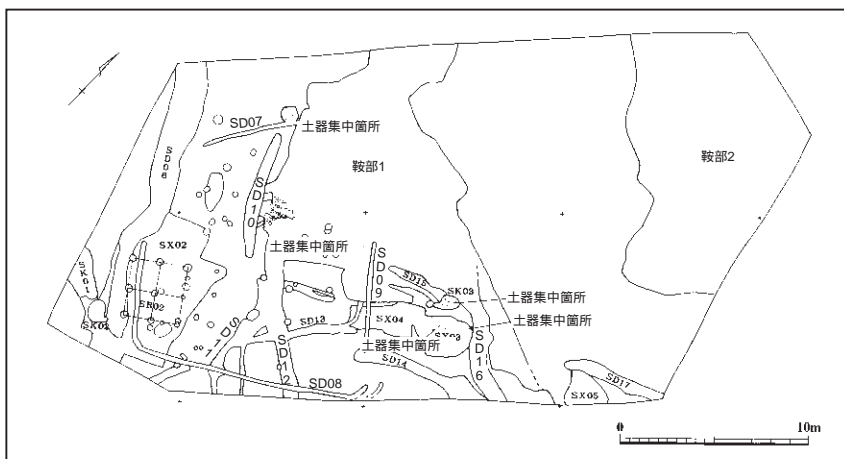 SD07
土器集中箇所
鞍部1
鞍部2
SD06
SD10
土器集中箇所
SX02
SK01
SK02
SB02
SD09
SD15
SK03
土器集中箇所
土器集中箇所
SD11
SD13
SX04
SX03
土器集中箇所
SD12
SD14
SD16
SD08
SD17
SX05
0
10m